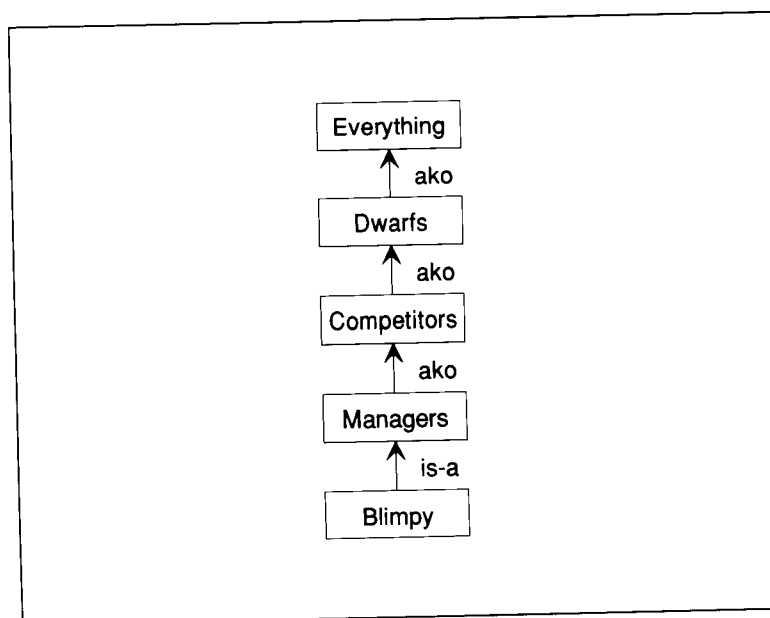 Everything
ako
Dwarfs
ako
Competitors
ako
Managers
is-a
Blimpy